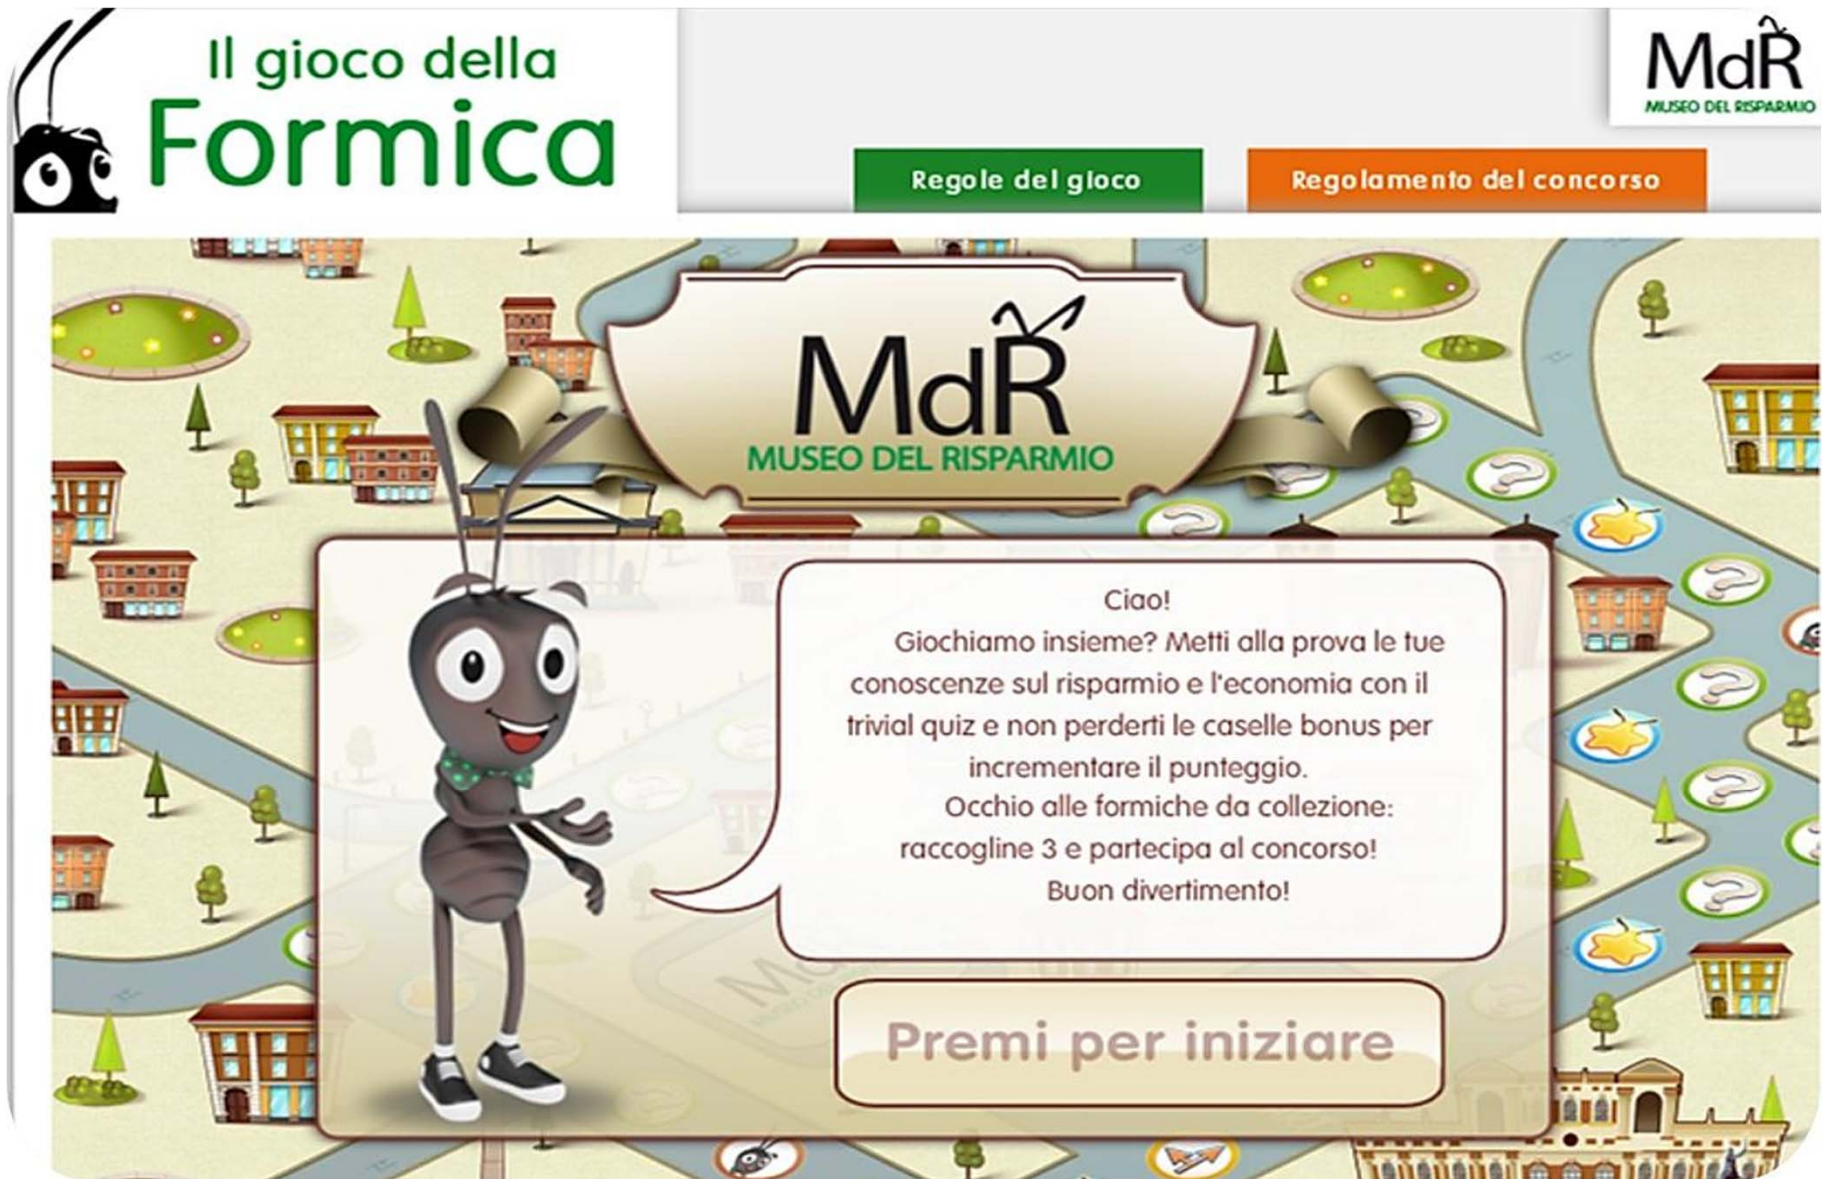 Il gioco della
Formica
MdR
MUSEO DEL RISPARMIO
Regole del gioco
Regolamento del concorso
MdR
MUSEO DEL RISPARMIO
Ciao!
Giochiamo insieme? Metti alla prova le tue
conoscenze sul risparmio e l'economia con il
trivial quiz e non perderti le caselle bonus per
incrementare il punteggio.
Occhio alle formiche da collezione:
raccogline 3 e partecipa al concorso!
Buon divertimento!
Premi per iniziare